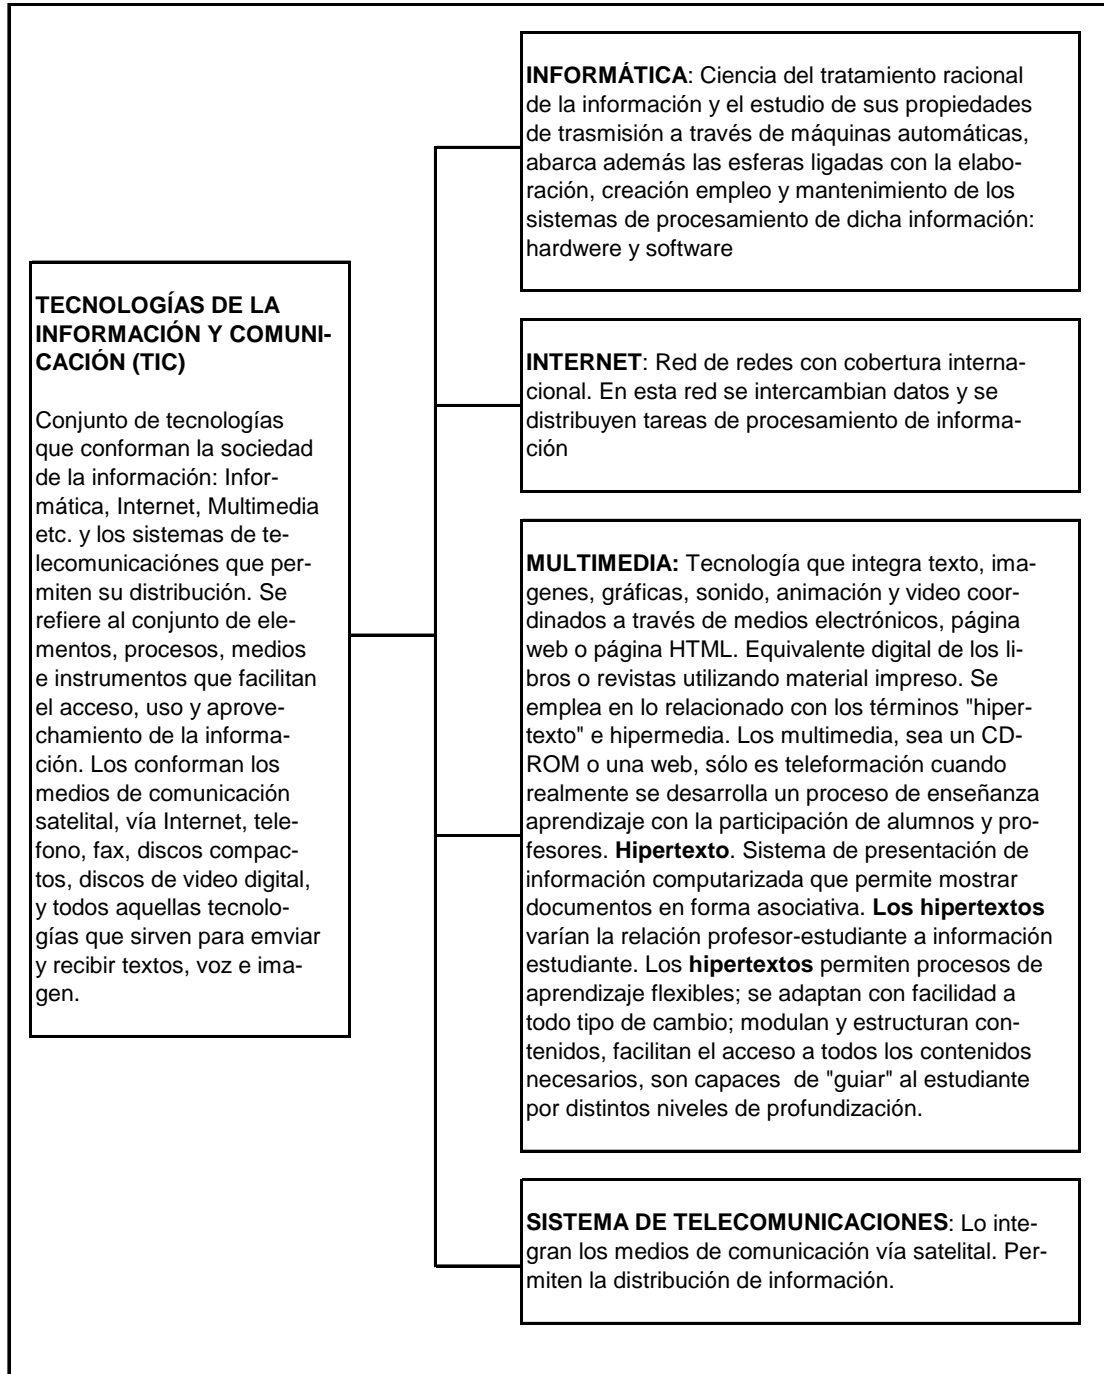 TECNOLOGÍAS DE LA
INFORMACIÓN Y COMUNI-
CACIÓN (TIC)
Conjunto de tecnologías
que conforman la sociedad
de la información: Infor-
mática, Internet, Multimedia
etc. y los sistemas de te-
lecomunicaciónes que per-
miten su distribución. Se
refiere al conjunto de ele-
mentos, procesos, medios
e instrumentos que facilitan
el acceso, uso y aprove-
chamiento de la informa-
ción. Los conforman los
medios de comunicación
satelital, vía Internet, tele-
fono, fax, discos compac-
tos, discos de video digital,
y todos aquellas tecnolo-
gías que sirven para emviar
y recibir textos, voz e ima-
gen.
INFORMÁTICA: Ciencia del tratamiento racional
de la información y el estudio de sus propiedades
de trasmisión a través de máquinas automáticas,
abarca además las esferas ligadas con la elabo-
ración, creación empleo y mantenimiento de los
sistemas de procesamiento de dicha información:
hardwere y software
INTERNET: Red de redes con cobertura interna-
cional. En esta red se intercambian datos y se
distribuyen tareas de procesamiento de informa-
ción
MULTIMEDIA: Tecnología que integra texto, ima-
genes, gráficas, sonido, animación y video coor-
dinados a través de medios electrónicos, página
web o página HTML. Equivalente digital de los li-
bros o revistas utilizando material impreso. Se
emplea en lo relacionado con los términos "hiper-
texto" e hipermedia. Los multimedia, sea un CD-
ROM o una web, sólo es teleformación cuando
realmente se desarrolla un proceso de enseñanza
aprendizaje con la participación de alumnos y pro-
fesores. Hipertexto. Sistema de presentación de
información computarizada que permite mostrar
documentos en forma asociativa. Los hipertextos
varían la relación profesor-estudiante a información
estudiante. Los hipertextos permiten procesos de
aprendizaje flexibles; se adaptan con facilidad a
todo tipo de cambio; modulan y estructuran con-
tenidos, facilitan el acceso a todos los contenidos
necesarios, son capaces  de "guiar" al estudiante
por distintos niveles de profundización.
SISTEMA DE TELECOMUNICACIONES: Lo inte-
gran los medios de comunicación vía satelital. Per-
miten la distribución de información.